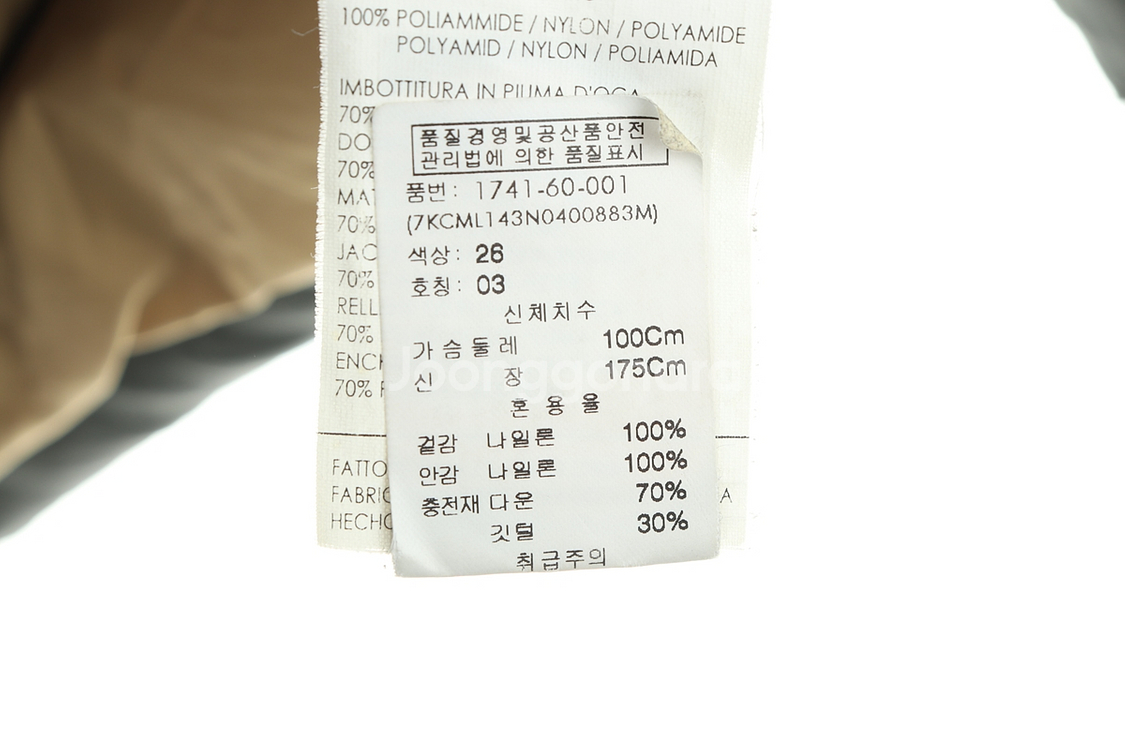 100% POLIAMMIDE / NYLON / POLYAMIDE
POLYAMID / NYLON / POLIAMIDA
IMBOTTITURA IN PIUMA D'OCA
70%
DO
70%
MAT
70%
JAC
70%
RELL
70%
ENCH
70%
FATTO
FABRIC
A
HECHO
품질경영및공산품안전
관리법에 의한 품질표시
품번: 1741-60-001
(7KCML143N0400883M)
색상: 26
호칭: 03
신체치수
가슴둘레 100Cm
신 장 175Cm
혼용율
겉감 나일론 100%
안감 나일론 100%
충전재 다운 70%
깃털 30%
취급주의
Joonggonara